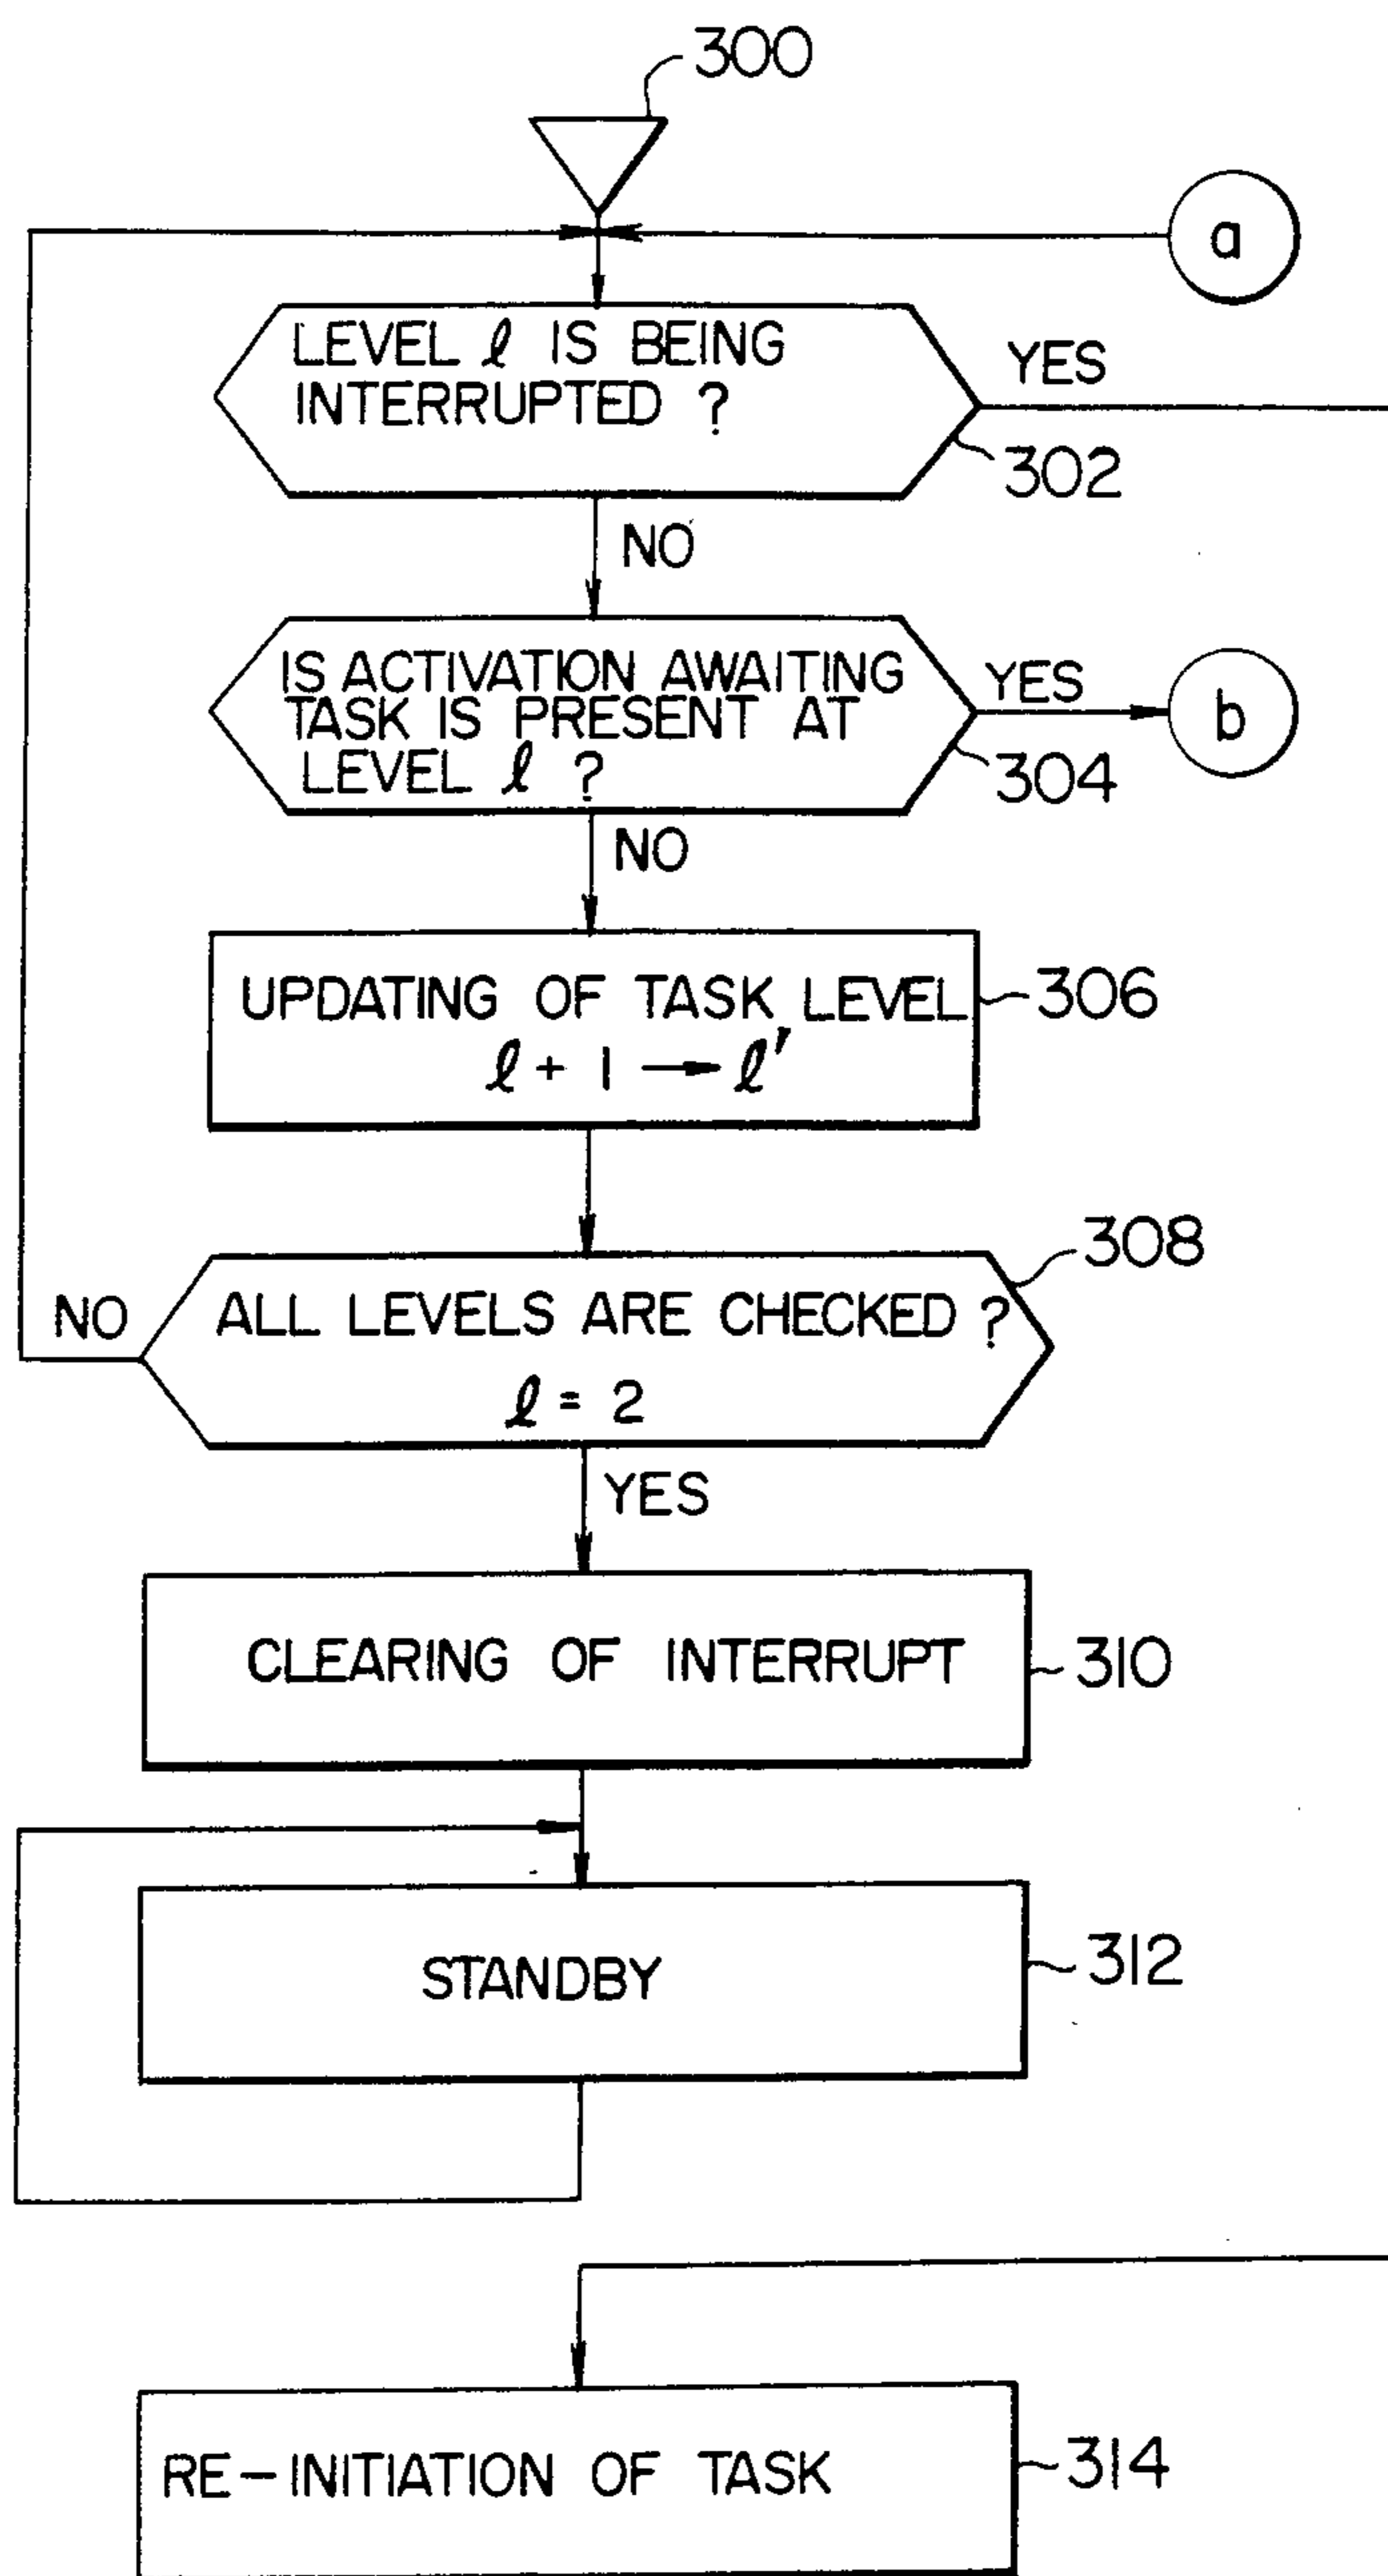 300
a
LEVEL ℓ IS BEING
INTERRUPTED ?
YES
302
NO
IS ACTIVATION AWAITING
TASK IS PRESENT AT
LEVEL ℓ ?
YES
b
304
NO
UPDATING OF TASK LEVEL
ℓ + 1 → ℓ'
306
308
ALL LEVELS ARE CHECKED ?
ℓ = 2
NO
YES
CLEARING OF INTERRUPT
310
STANDBY
312
RE-INITIATION OF TASK
314